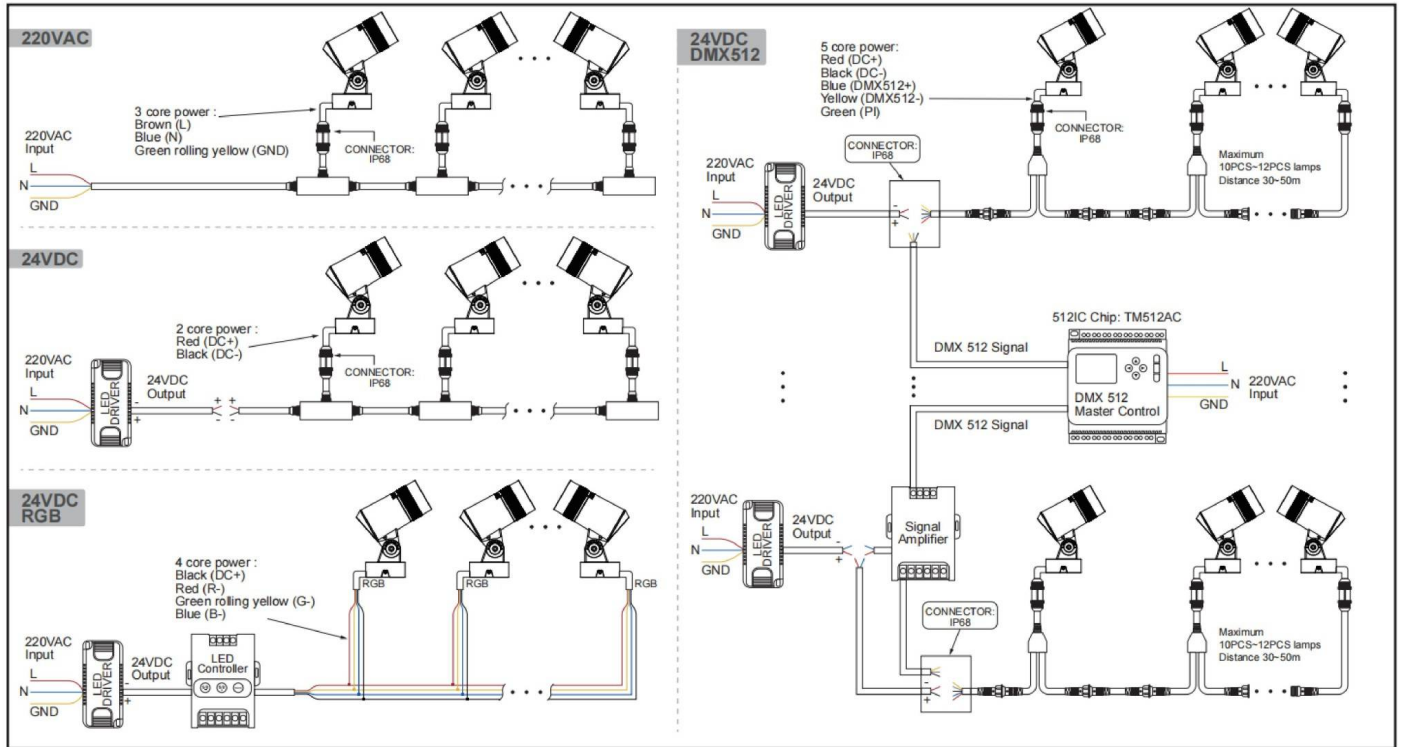 220VAC
3 core power :
Brown (L)
Blue (N)
Green rolling yellow (GND)
220VAC
Input
L
N
GND
CONNECTOR:
IP68
24VDC
2 core power :
Red (DC+)
Black (DC-)
220VAC
Input
L
N
GND
LED
DRIVER
24VDC
Output
-
+
+ +
- -
CONNECTOR:
IP68
24VDC
RGB
4 core power :
Black (DC+)
Red (R-)
Green rolling yellow (G-)
Blue (B-)
RGB
RGB
RGB
220VAC
Input
L
N
GND
LED
DRIVER
24VDC
Output
-
+
LED
Controller
24VDC
DMX512
5 core power :
Red (DC+)
Black (DC-)
Blue (DMX512+)
Yellow (DMX512-)
Green (PI)
CONNECTOR:
IP68
CONNECTOR:
IP68
Maximum
10PCS~12PCS lamps
Distance 30~50m
220VAC
Input
L
N
GND
LED
DRIVER
24VDC
Output
-
+
512IC Chip: TM512AC
DMX 512 Signal
DMX 512
Master Control
L
N
GND
220VAC
Input
DMX 512 Signal
220VAC
Input
L
N
GND
LED
DRIVER
24VDC
Output
-
+
Signal
Amplifier
CONNECTOR:
IP68
-
+
Maximum
10PCS~12PCS lamps
Distance 30~50m